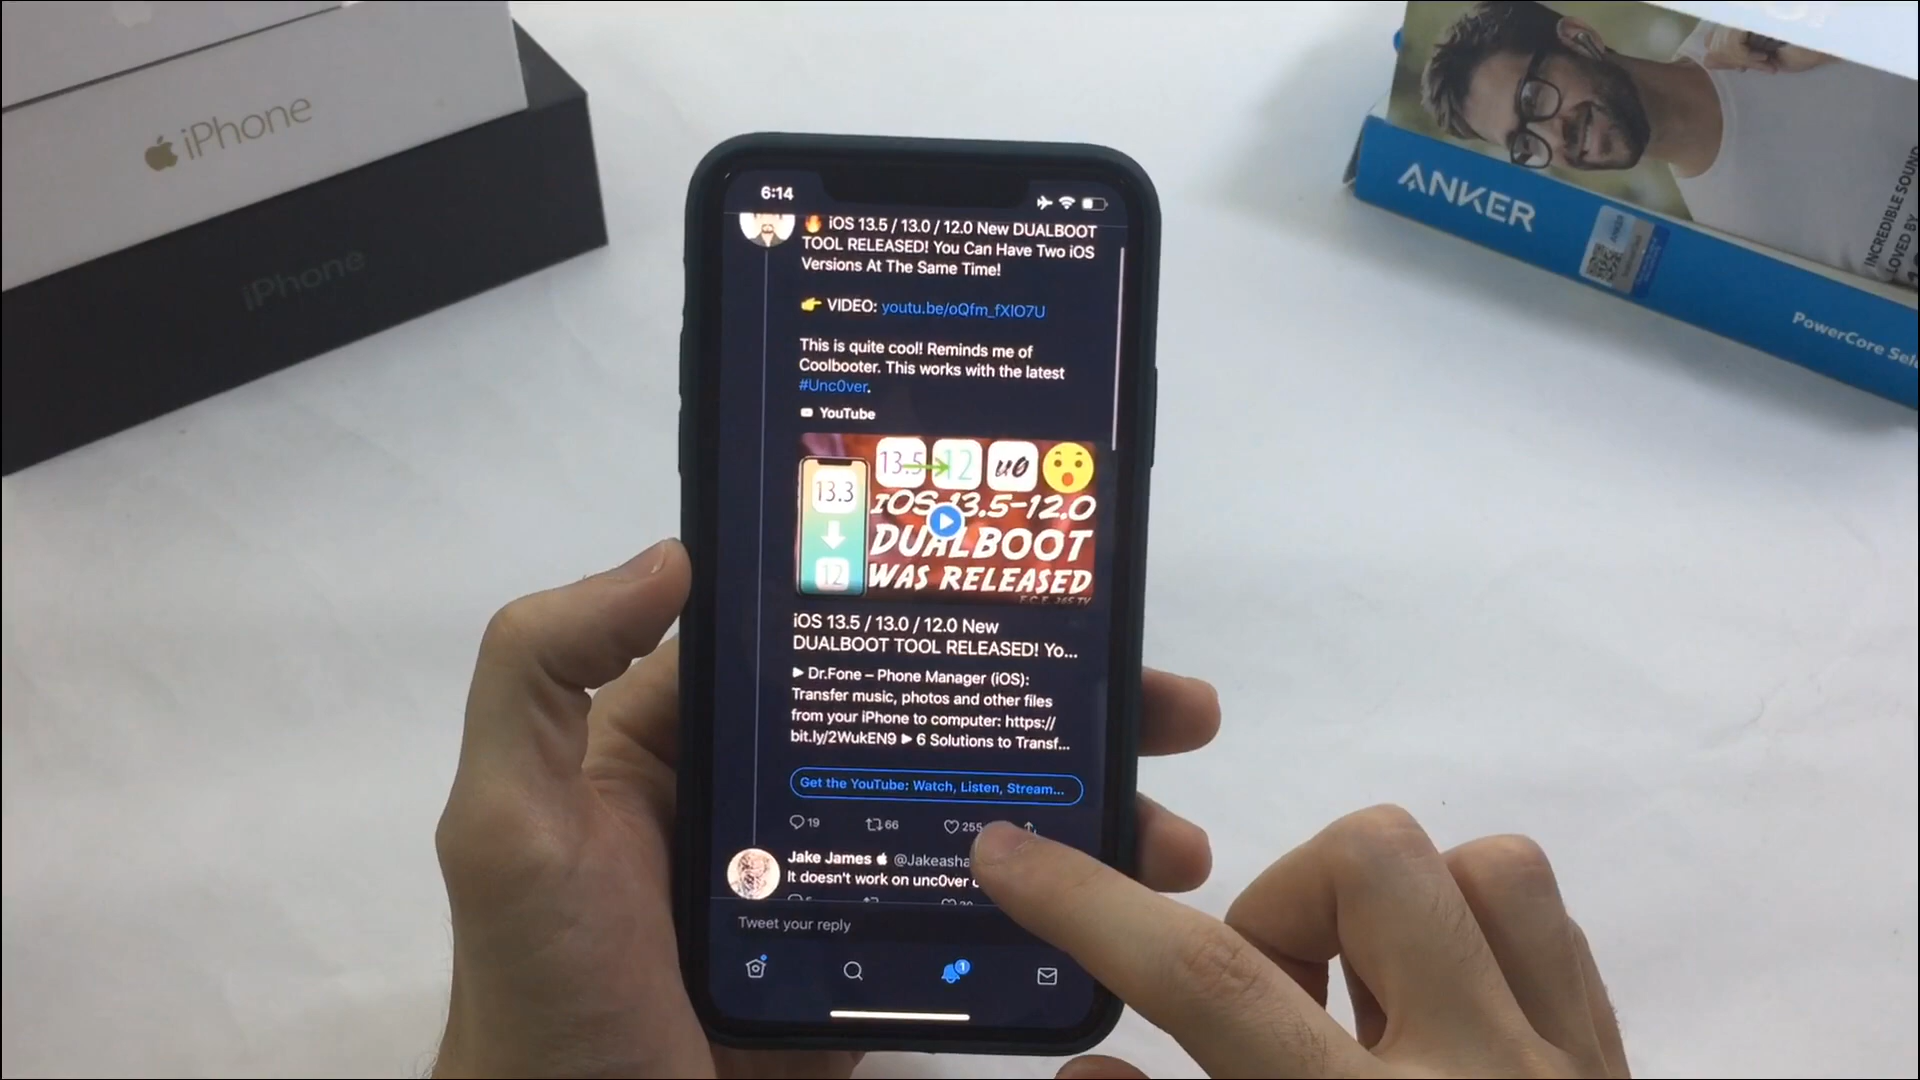 iPhone
iPhone
ANKER
INCREDIBLE SOUND
LOVED BY
PowerCore
6:14
🔥 iOS 13.5 / 13.0 / 12.0 New DUALBOOT
TOOL RELEASED! You Can Have Two iOS
Versions At The Same Time!
👉 VIDEO: youtu.be/oQfm_fXIO7U
This is quite cool! Reminds me of
Coolbooter. This works with the latest
#Unc0ver.
YouTube
13.5 12 u0
13.3
12
iOS 13.5-12.0
DUALBOOT
WAS RELEASED
iOS 13.5 / 13.0 / 12.0 New
DUALBOOT TOOL RELEASED! Yo...
▶ Dr.Fone – Phone Manager (iOS):
Transfer music, photos and other files
from your iPhone to computer: https://
bit.ly/2WukEN9 ▶ 6 Solutions to Transf...
Get the YouTube: Watch, Listen, Stream...
19 66 255
Jake James @Jakeasha
It doesn't work on unc0ver
Tweet your reply
1